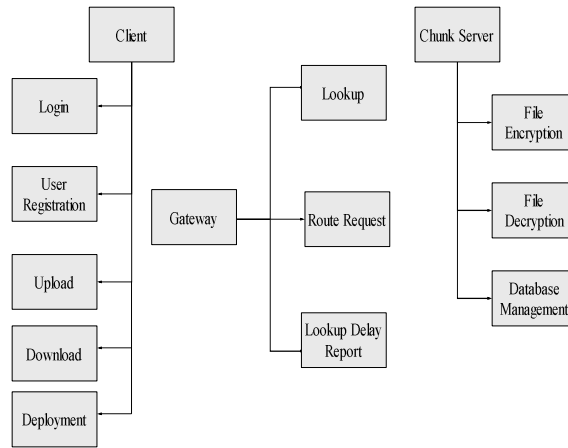 Client
Login
User
Registration
Upload
Download
Deployment
Gateway
Lookup
Route Request
Lookup Delay
Report
Chunk Server
File
Encryption
File
Decryption
Database
Management